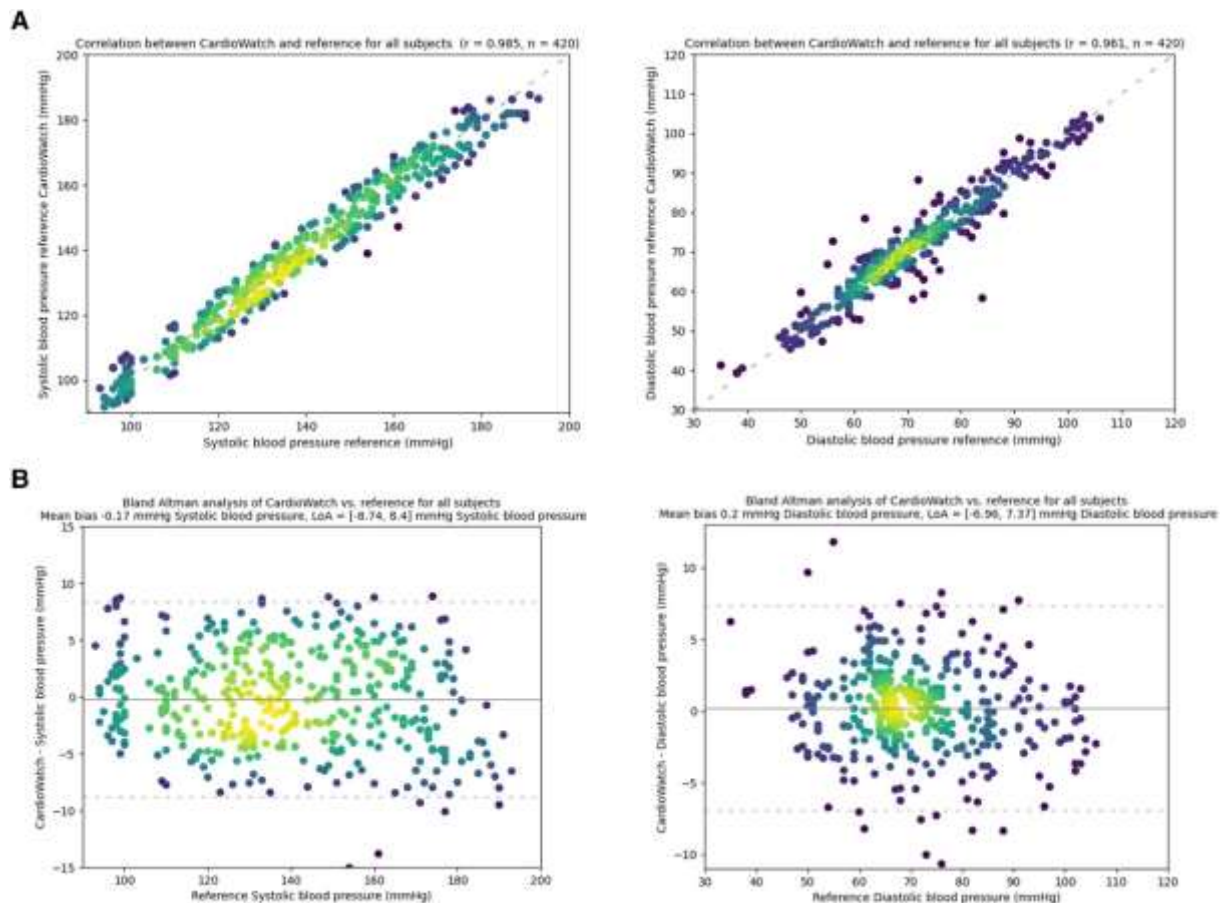 A
Correlation between CardioWatch and reference for all subjects (r = 0.985, n = 420)
200
180
160
140
120
100
Systolic blood pressure reference CardioWatch (mmHg)
100 120 140 160 180 200
Systolic blood pressure reference (mmHg)
Correlation between CardioWatch and reference for all subjects (r = 0.961, n = 420)
120
110
100
90
80
70
60
50
40
30
Diastolic blood pressure reference CardioWatch (mmHg)
30 40 50 60 70 80 90 100 110 120
Diastolic blood pressure reference (mmHg)
B
Bland Altman analysis of CardioWatch vs. reference for all subjects
Mean bias -0.17 mmHg Systolic blood pressure, LoA = [-8.74, 8.4] mmHg Systolic blood pressure
15
10
5
0
−5
−10
−15
CardioWatch - Systolic blood pressure (mmHg)
100 120 140 160 180 200
Reference Systolic blood pressure (mmHg)
Bland Altman analysis of CardioWatch vs. reference for all subjects
Mean bias 0.2 mmHg Diastolic blood pressure, LoA = [-6.96, 7.37] mmHg Diastolic blood pressure
10
5
0
−5
−10
CardioWatch - Diastolic blood pressure (mmHg)
30 40 50 60 70 80 90 100 110 120
Reference Diastolic blood pressure (mmHg)